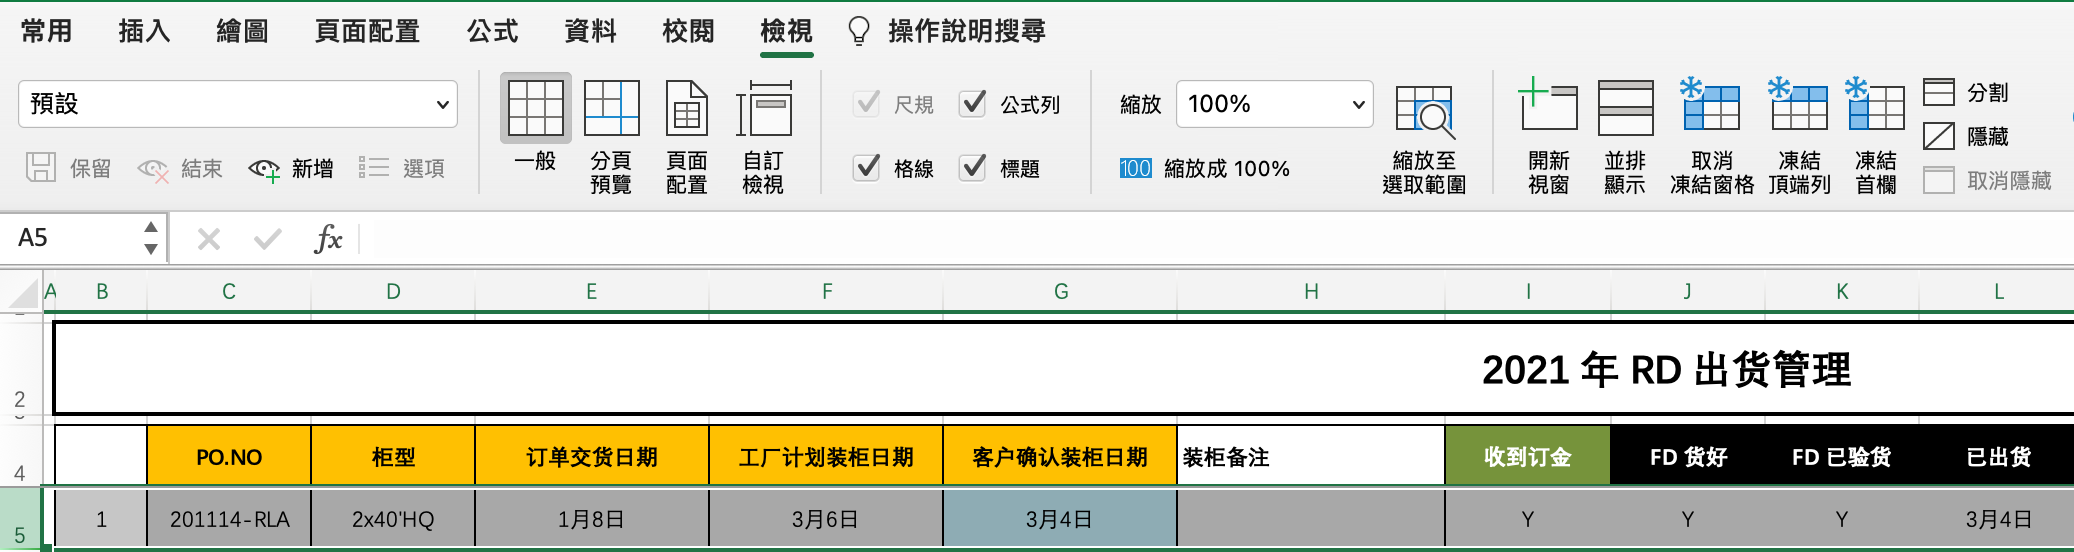 常用 插入 繪圖 頁面配置 公式 資料 校閱 檢視 操作說明搜尋
預設
保留 結束 新增 選項
一般
分頁
預覽
頁面
配置
自訂
檢視
尺規 公式列
格線 標題
縮放 100%
100 縮放成 100%
縮放至
選取範圍
開新
視窗
並排
顯示
取消
凍結窗格
凍結
頂端列
凍結
首欄
分割
隱藏
取消隱藏
A5 fx
A B C D E F G H I J K L
2 2021 年 RD 出货管理
4 PO.NO 柜型 订单交货日期 工厂计划装柜日期 客户确认装柜日期 装柜备注 收到订金 FD 货好 FD 已验货 已出货
5 1 201114-RLA 2x40'HQ 1月8日 3月6日 3月4日 Y Y Y 3月4日